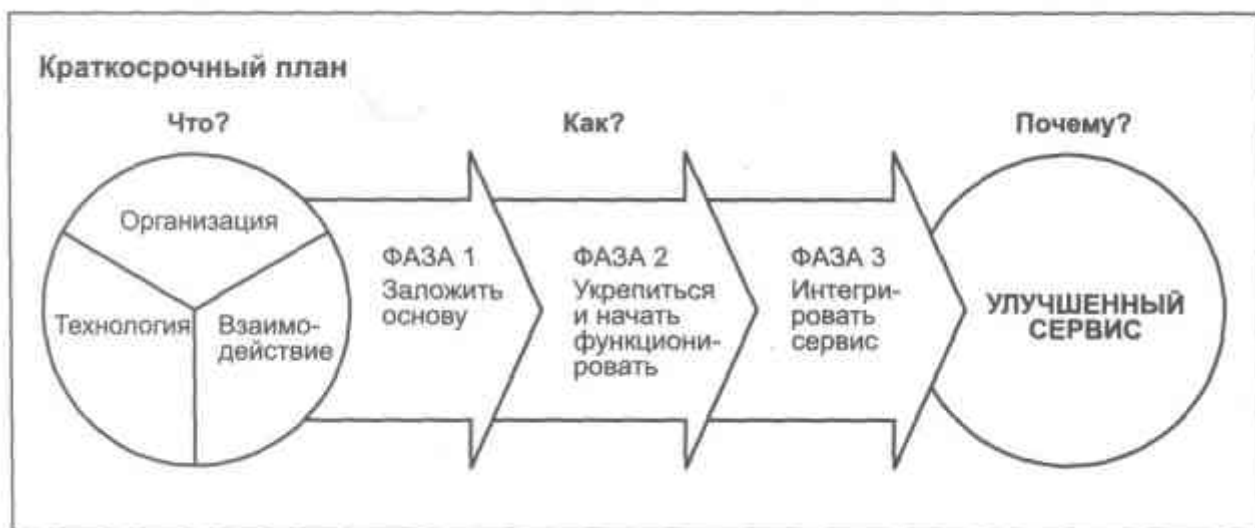 Краткосрочный план
Что?
Как?
Почему?
Организация
Технология
Взаимо-
действие
ФАЗА 1
Заложить
основу
ФАЗА 2
Укрепиться
и начать
функциони-
ровать
ФАЗА 3
Интегри-
ровать
сервис
УЛУЧШЕННЫЙ
СЕРВИС